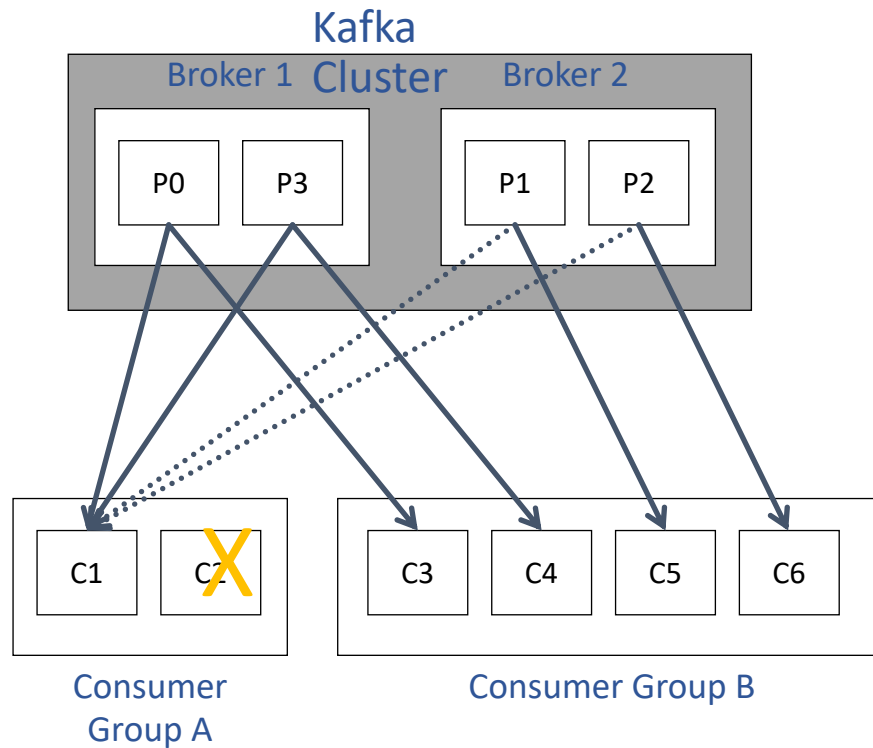 Kafka
Cluster
Broker 1
Broker 2
P0
P3
P1
P2
C1
C2
X
C3
C4
C5
C6
Consumer
Group A
Consumer Group B